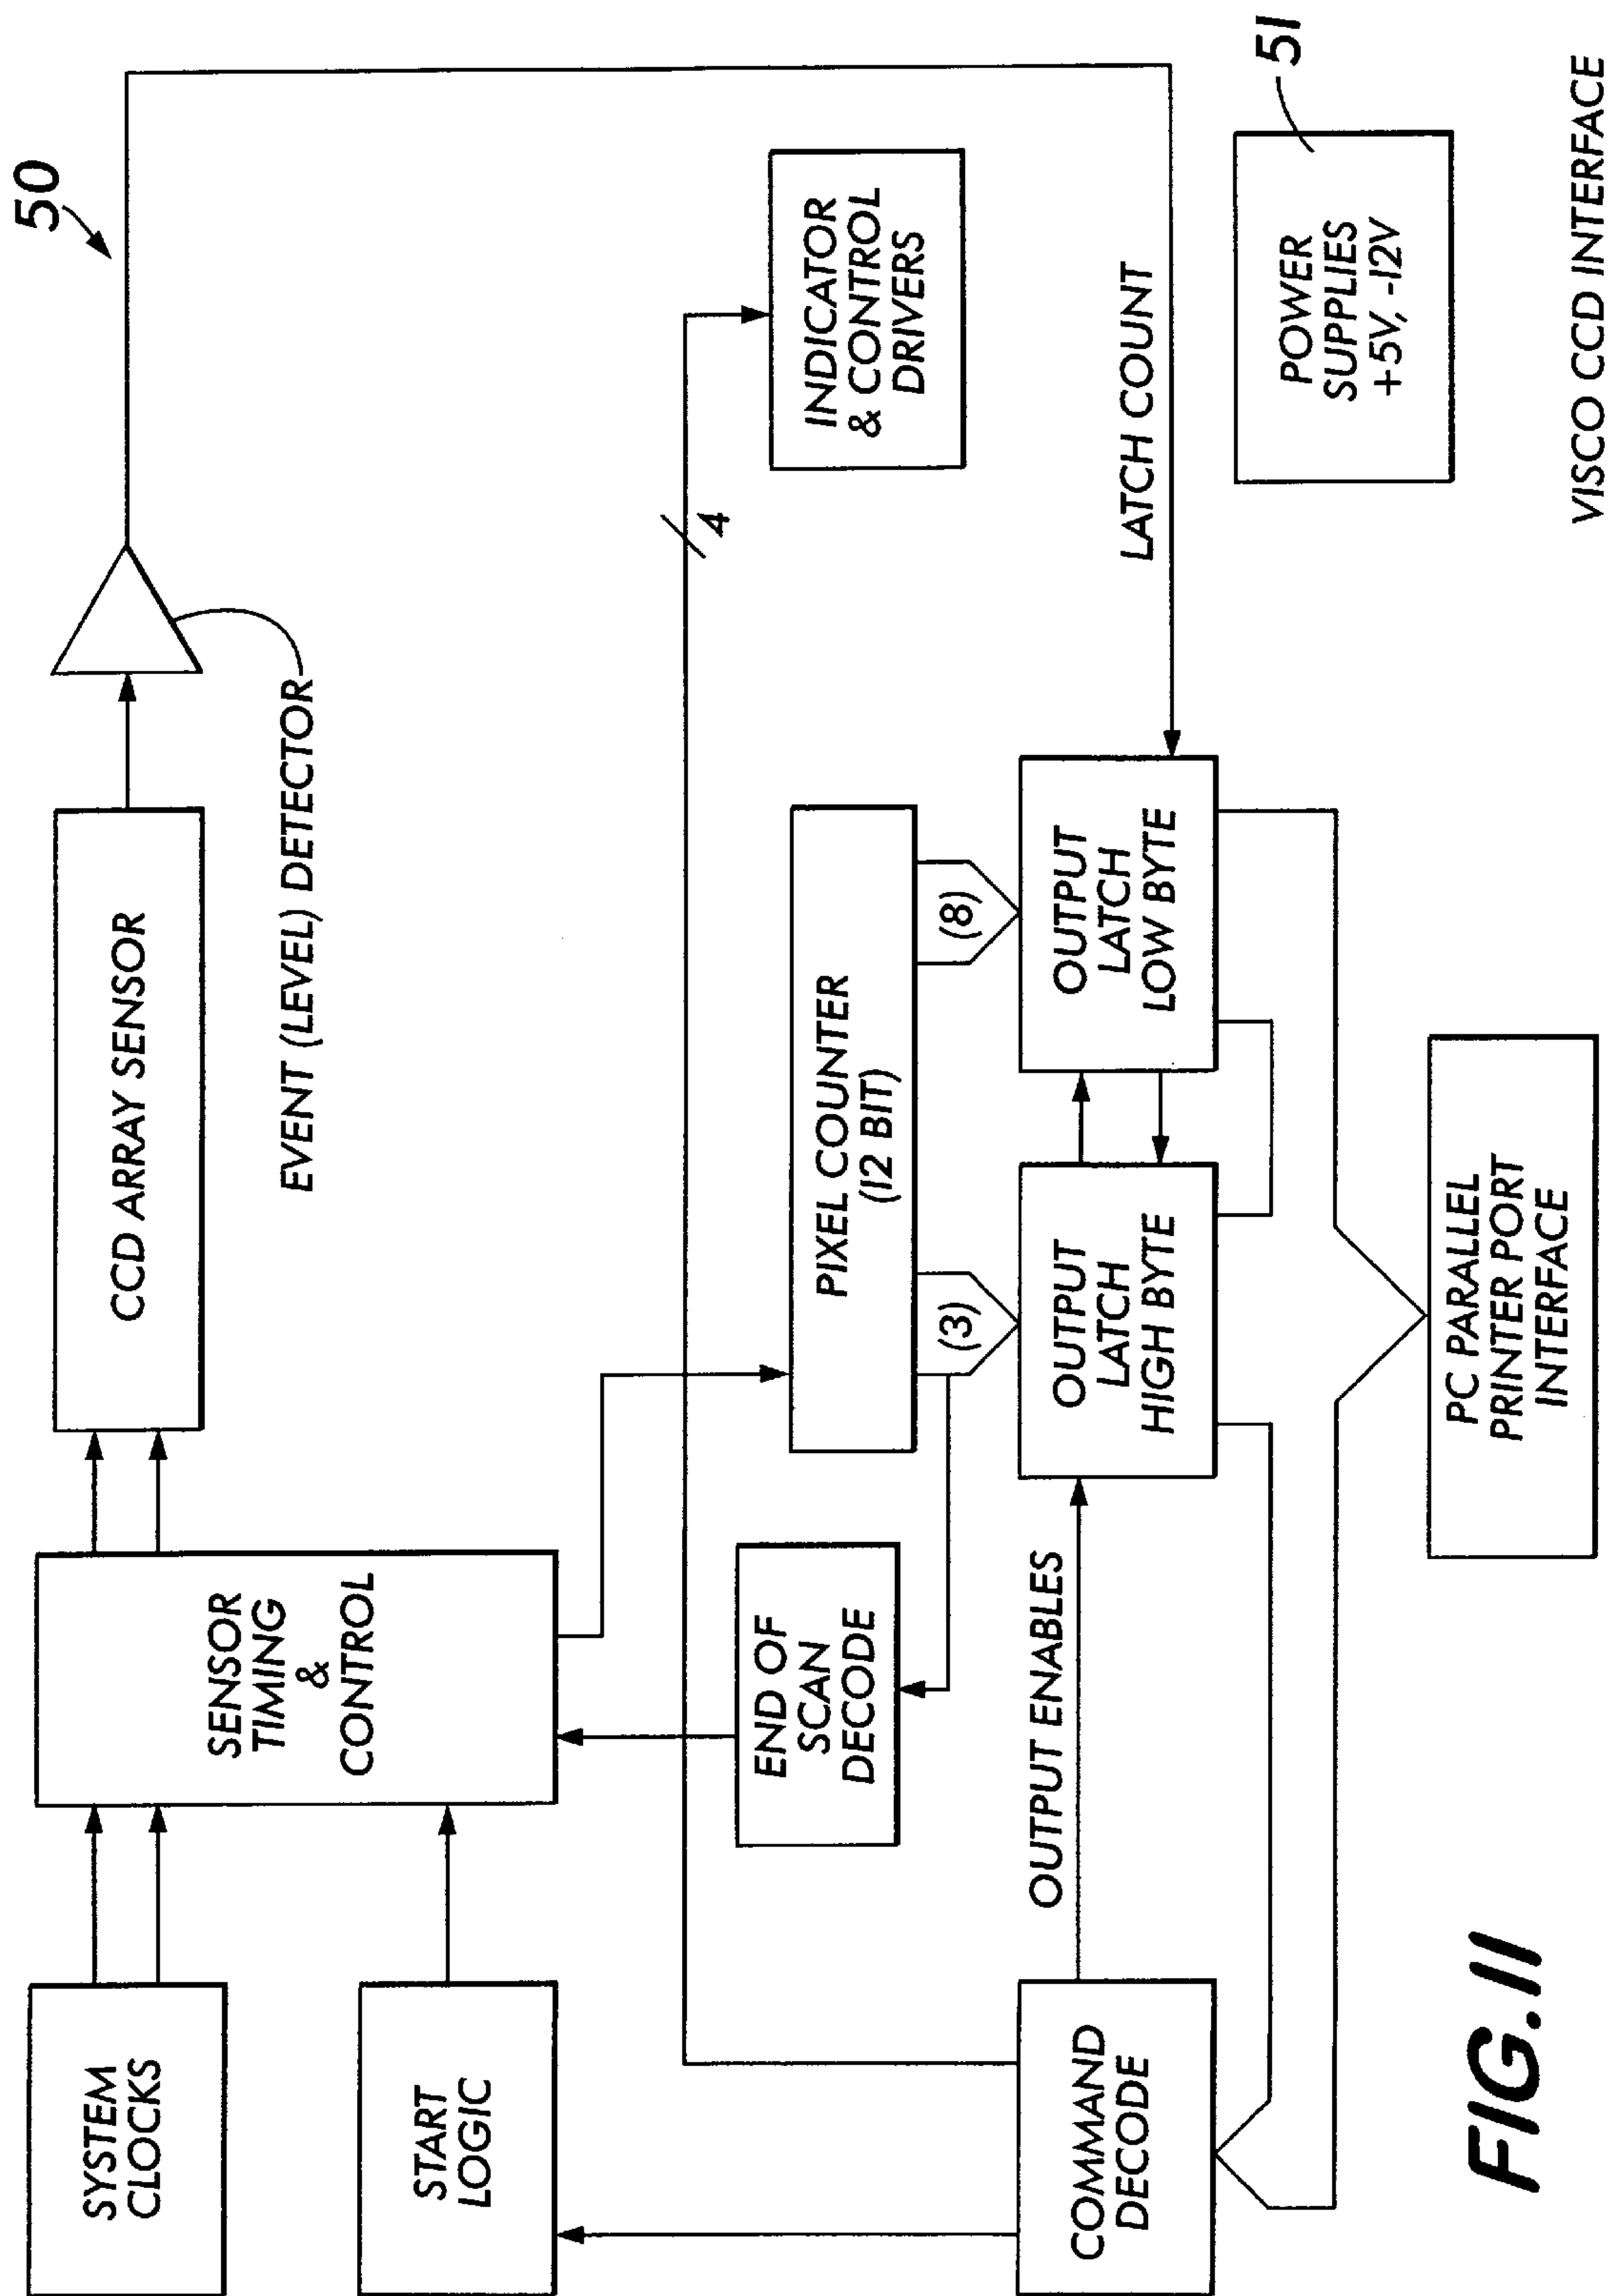 50
SYSTEM
CLOCKS
SENSOR
TIMING
&
CONTROL
CCD ARRAY SENSOR
EVENT (LEVEL) DETECTOR
START
LOGIC
4
INDICATOR
& CONTROL
DRIVERS
END OF
SCAN
DECODE
PIXEL COUNTER
(12 BIT)
(3)
(8)
LATCH COUNT
COMMAND
DECODE
OUTPUT ENABLES
OUTPUT
LATCH
HIGH BYTE
OUTPUT
LATCH
LOW BYTE
51
POWER
SUPPLIES
+5V, -12V
PC PARALLEL
PRINTER PORT
INTERFACE
FIG.11
VISCO CCD INTERFACE